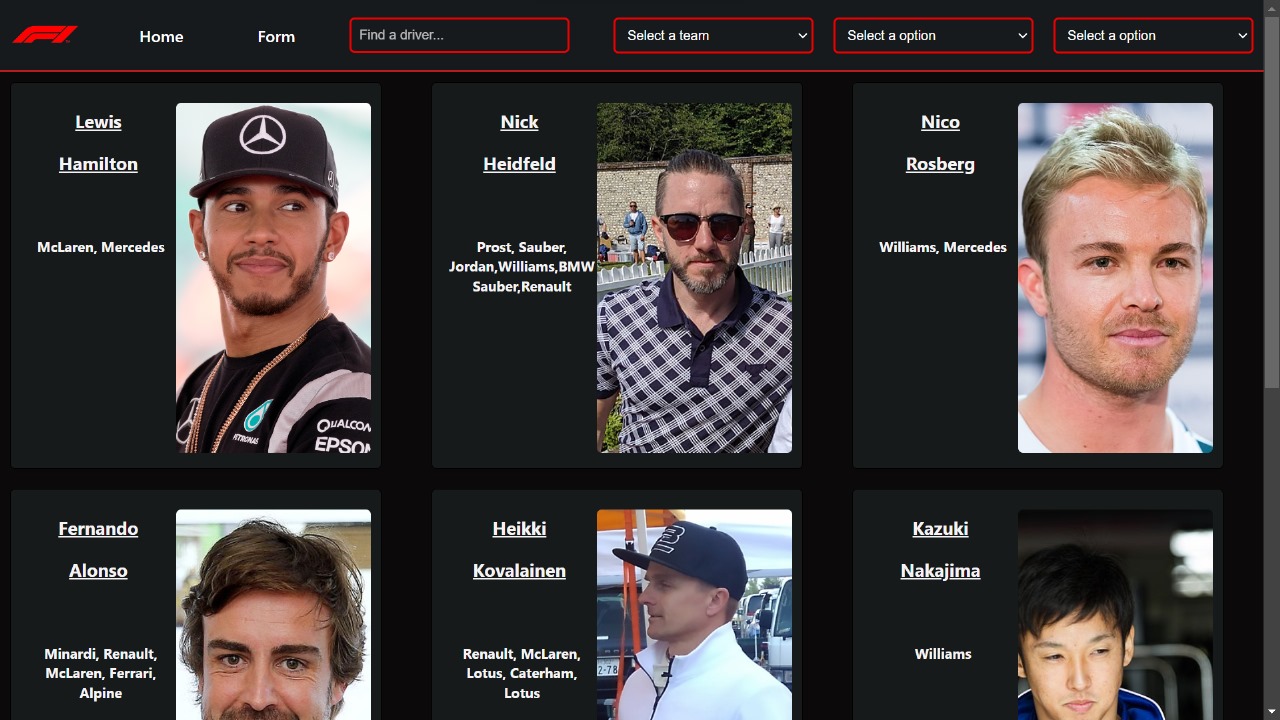 F1
Home
Form
Find a driver...
Select a team
Select a option
Select a option
Lewis
Hamilton
McLaren, Mercedes
QUALCOM
PETRONAS
EPSON
Nick
Heidfeld
Prost, Sauber,
Jordan,Williams,BMW
Sauber,Renault
Nico
Rosberg
Williams, Mercedes
Fernando
Alonso
Minardi, Renault,
McLaren, Ferrari,
Alpine
Heikki
Kovalainen
Renault, McLaren,
Lotus, Caterham,
Lotus
Kazuki
Nakajima
Williams